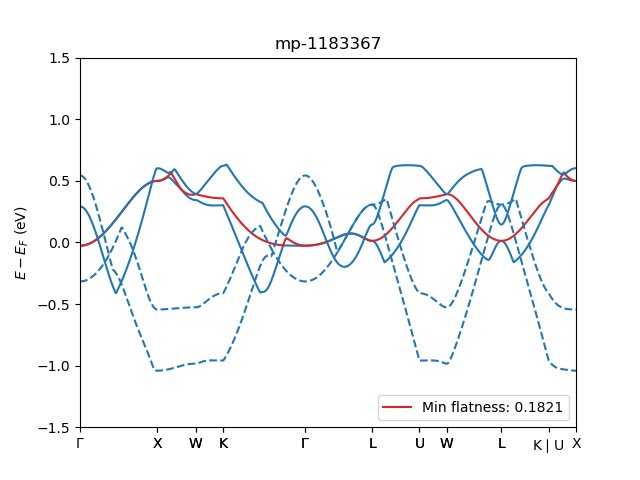 mp-1183367
E − E_F (eV)
1.5
1.0
0.5
0.0
−0.5
−1.0
−1.5
Min flatness: 0.1821
Γ X W K Γ L U W L K | U X